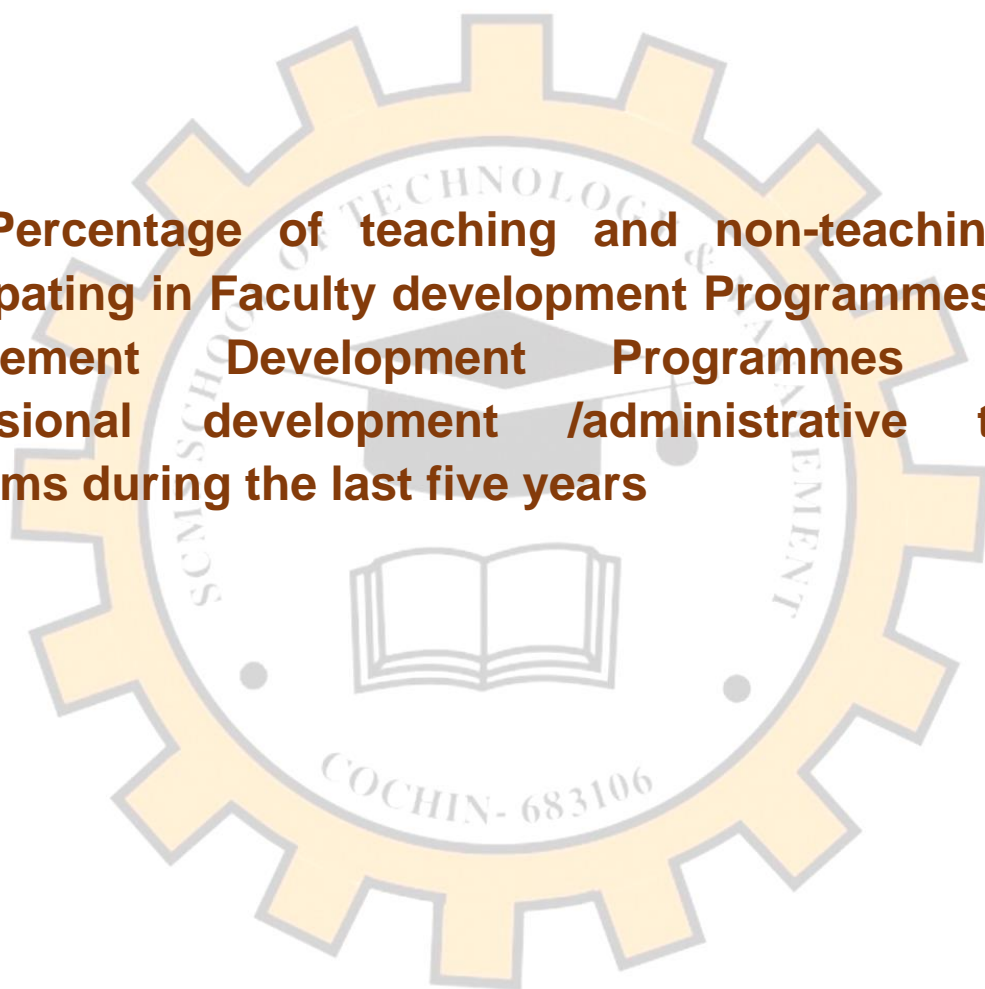 Percentage of teaching and non-teachin
pating in Faculty development Programmes
ement Development Programmes
sional development /administrative t
ms during the last five years
SCMS SCHOOL OF TECHNOLOGY & MANAGEMENT
COCHIN- 683106